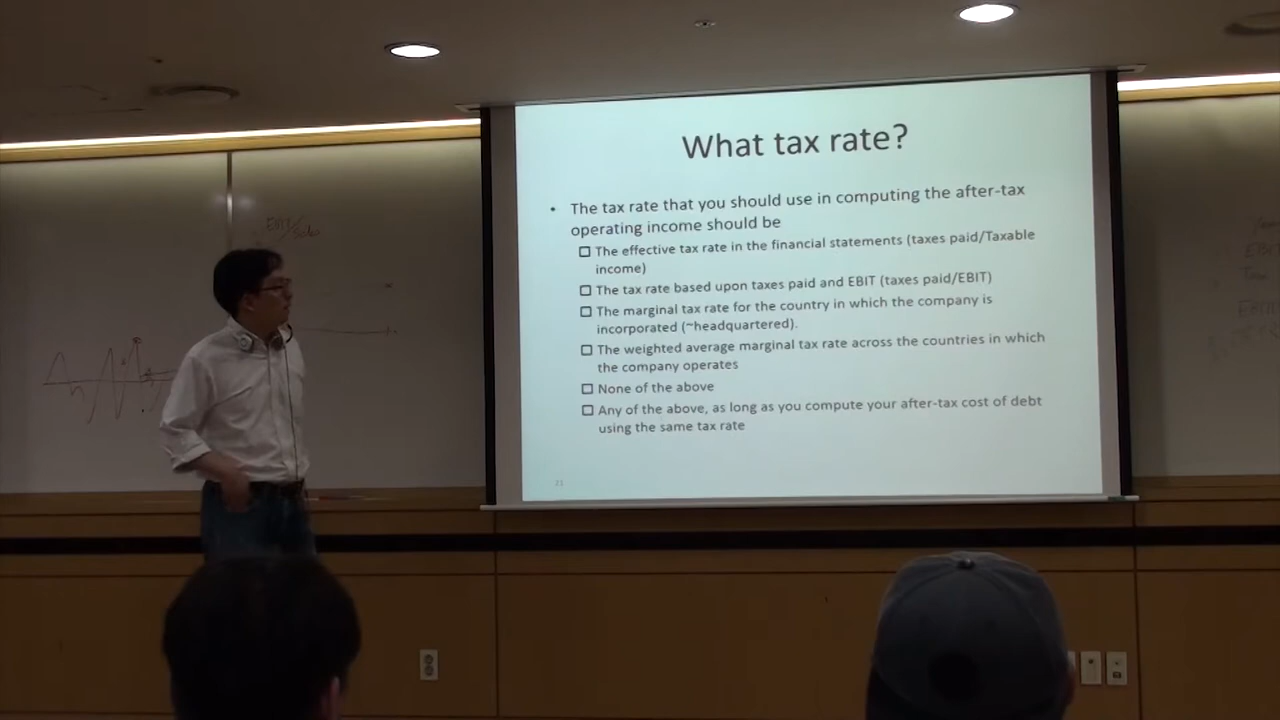 What tax rate?
• The tax rate that you should use in computing the after-tax
operating income should be
☐ The effective tax rate in the financial statements (taxes paid/Taxable
income)
☐ The tax rate based upon taxes paid and EBIT (taxes paid/EBIT)
☐ The marginal tax rate for the country in which the company is
incorporated (~headquartered).
☐ The weighted average marginal tax rate across the countries in which
the company operates
☐ None of the above
☐ Any of the above, as long as you compute your after-tax cost of debt
using the same tax rate
21
EBIT/Sales